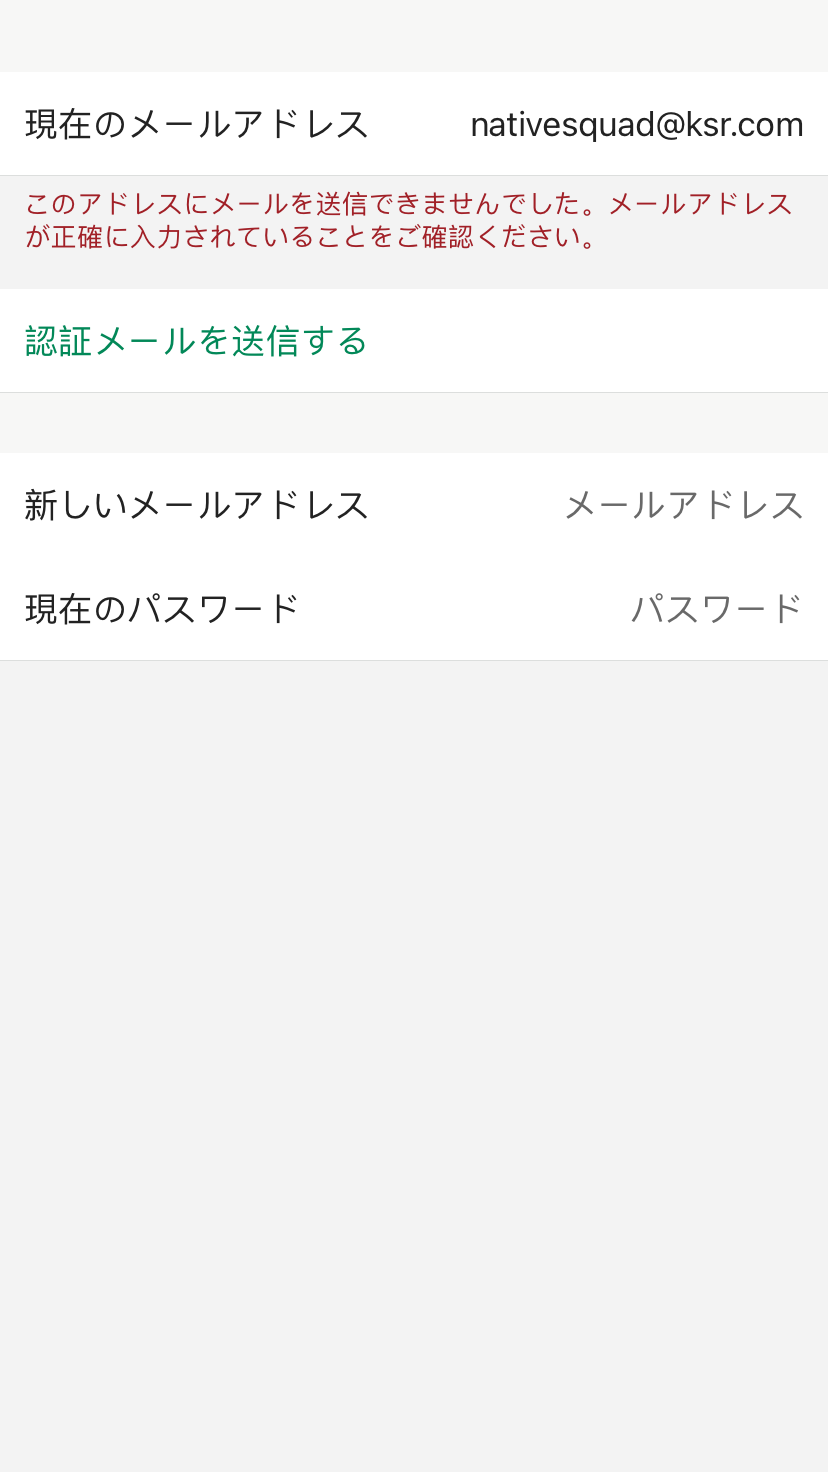 現在のメールアドレス nativesquad@ksr.com
このアドレスにメールを送信できませんでした。メールアドレス
が正確に入力されていることをご確認ください。
認証メールを送信する
新しいメールアドレス メールアドレス
現在のパスワード パスワード